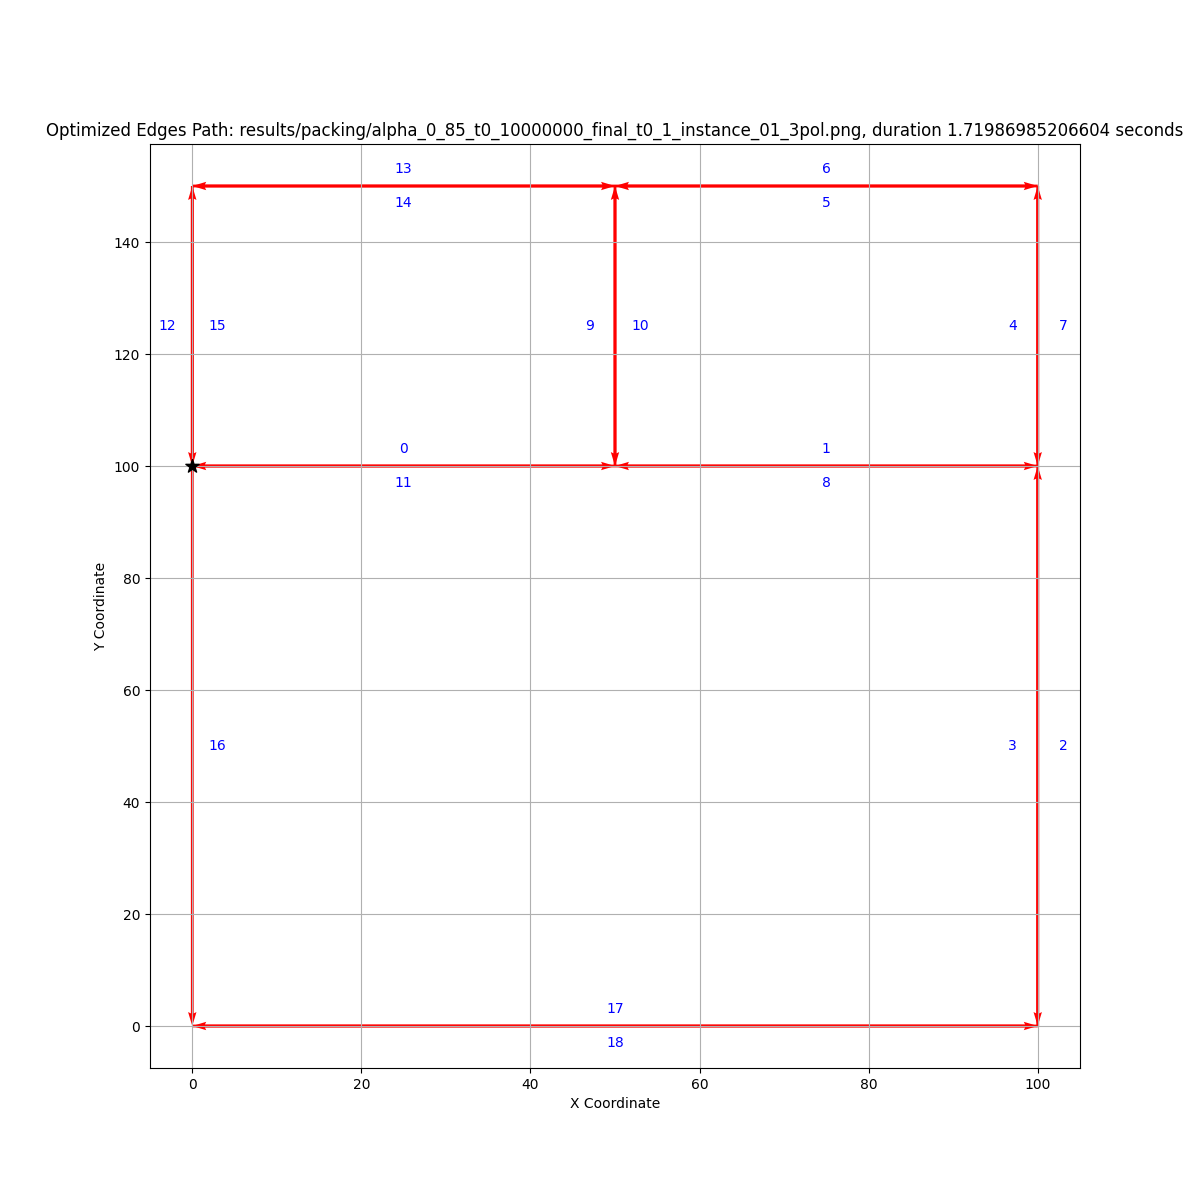 Optimized Edges Path: results/packing/alpha_0_85_t0_10000000_final_t0_1_instance_01_3pol.png, duration 1.71986985206604 seconds
13 6
14 5
140
12 15 9 10 4 7
120
0 1
100
11 8
80
Y Coordinate
60
16 3 2
40
20
17
0
18
0 20 40 60 80 100
X Coordinate